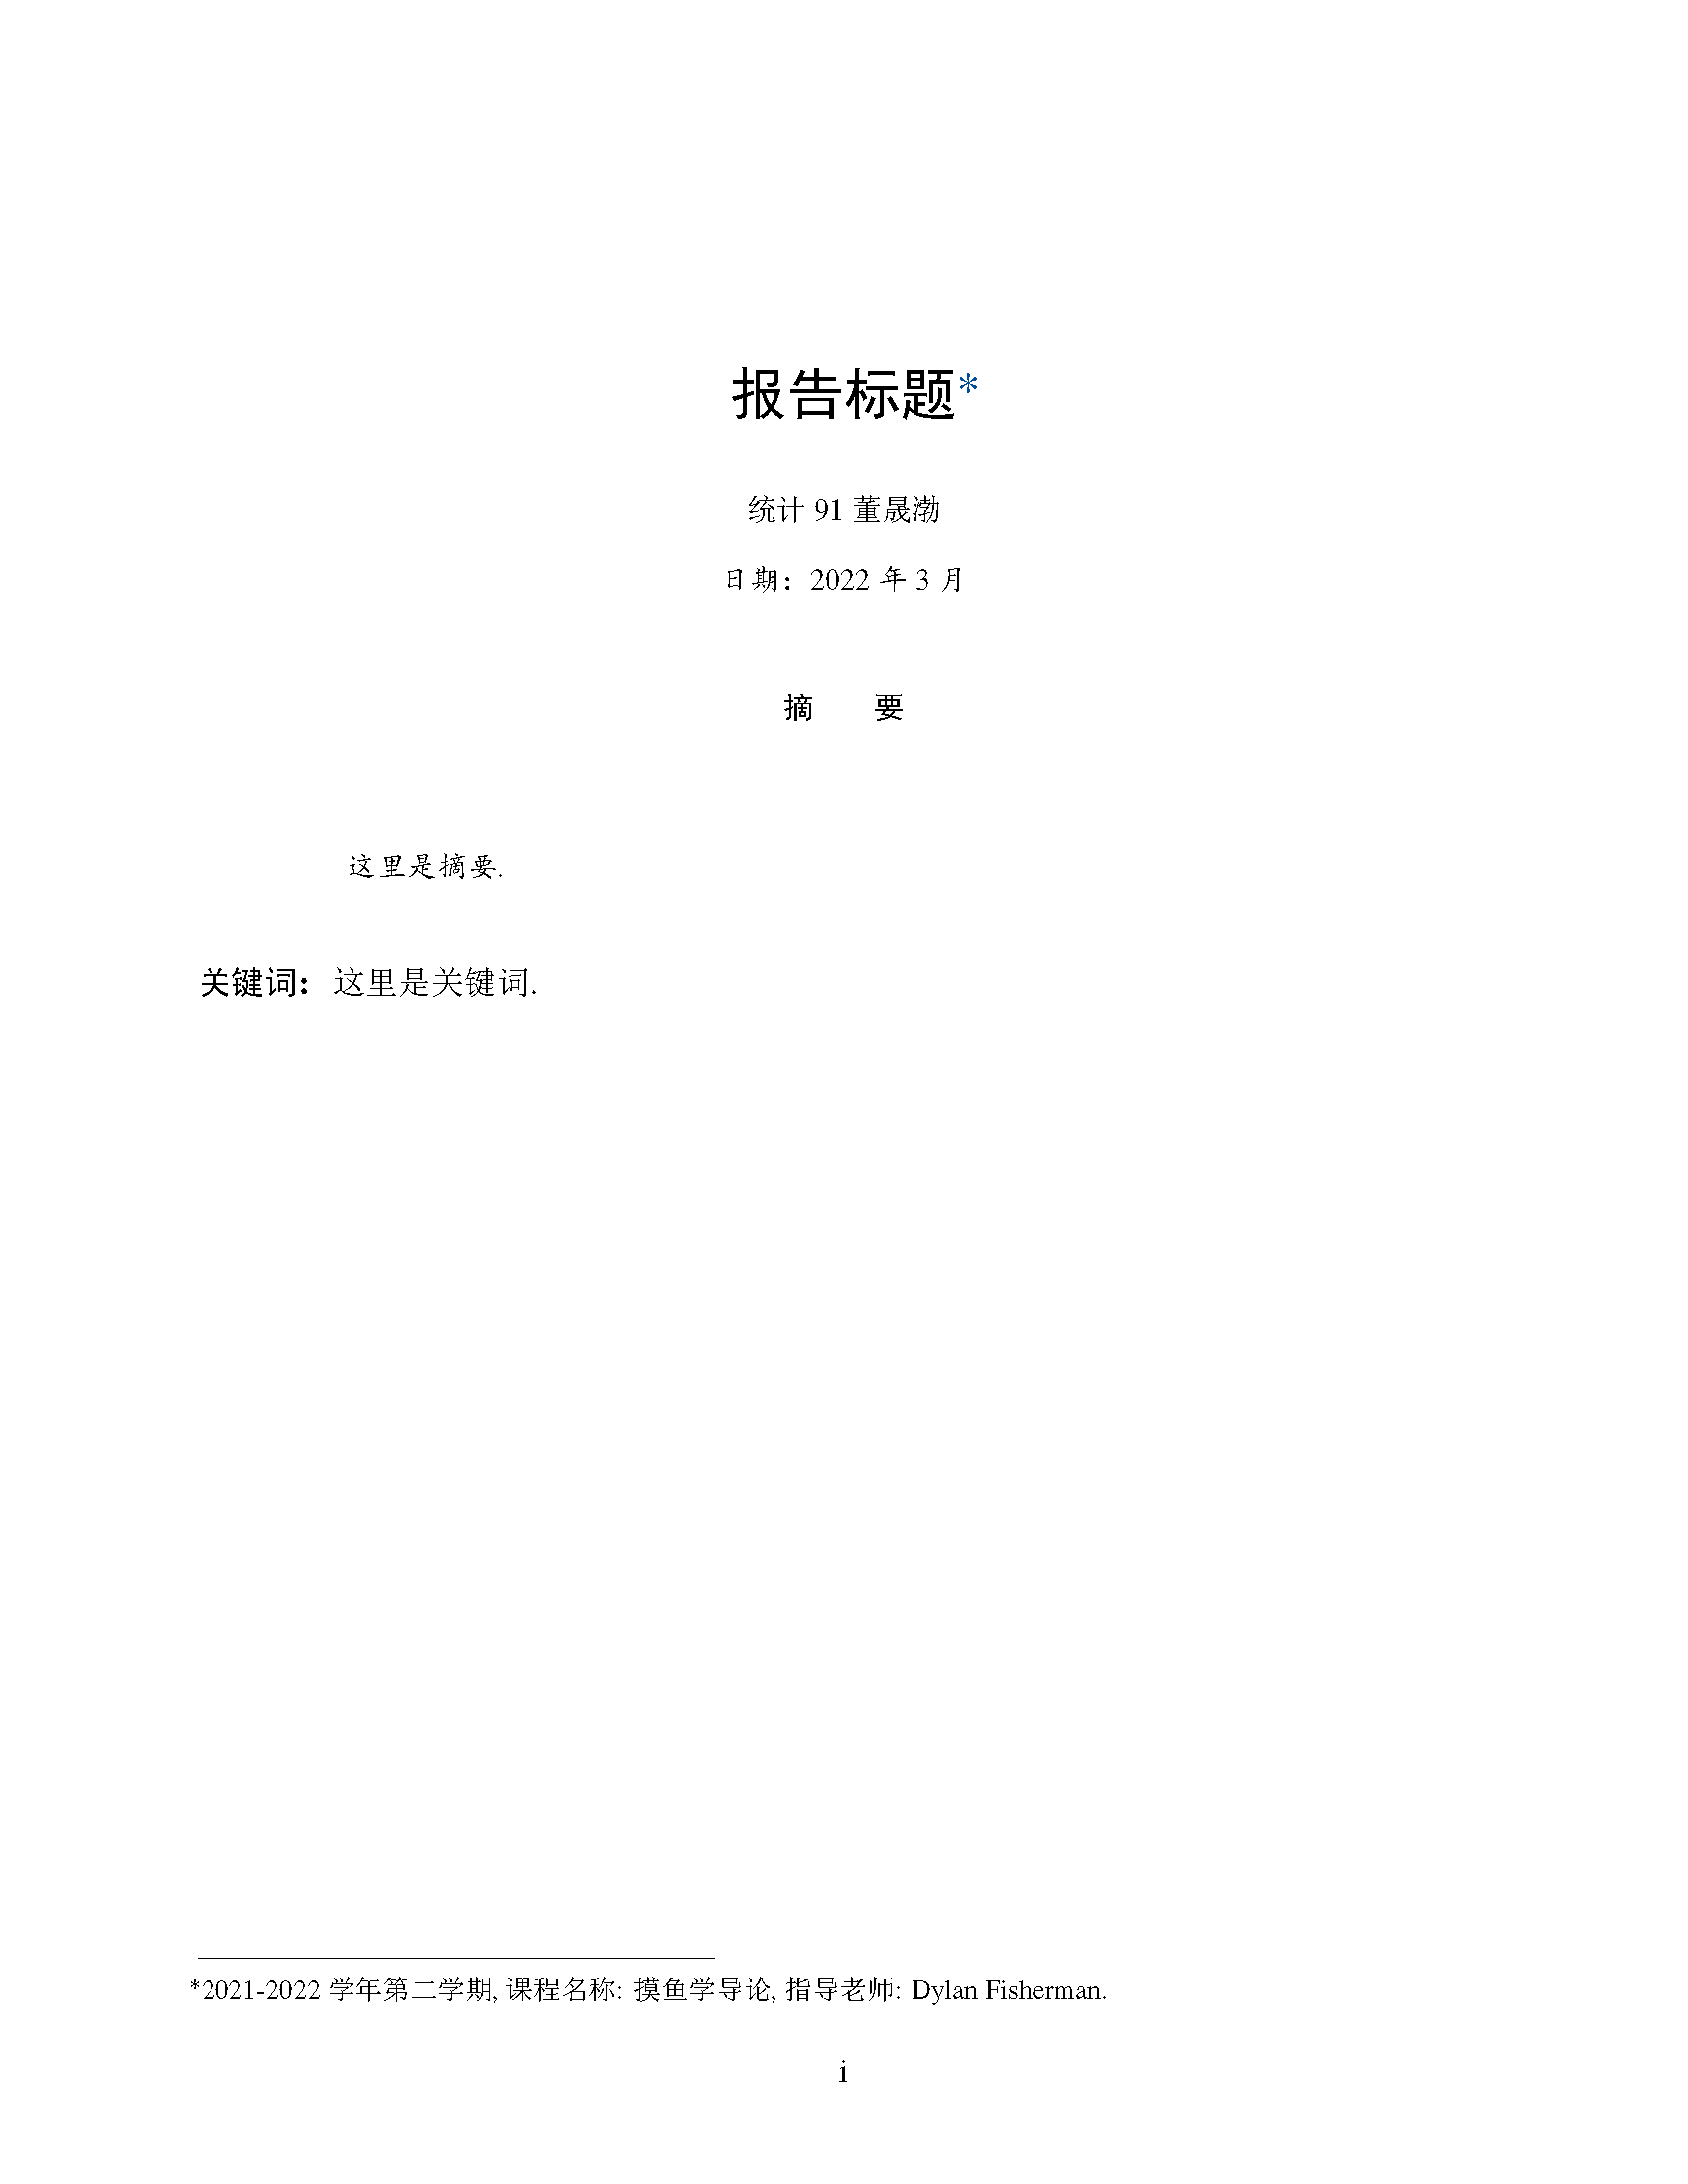 报告标题*
统计 91 董晟渤
日期：2022 年 3 月
摘 要
这里是摘要.
关键词：这里是关键词.
*2021-2022 学年第二学期, 课程名称: 摸鱼学导论, 指导老师: Dylan Fisherman.
i